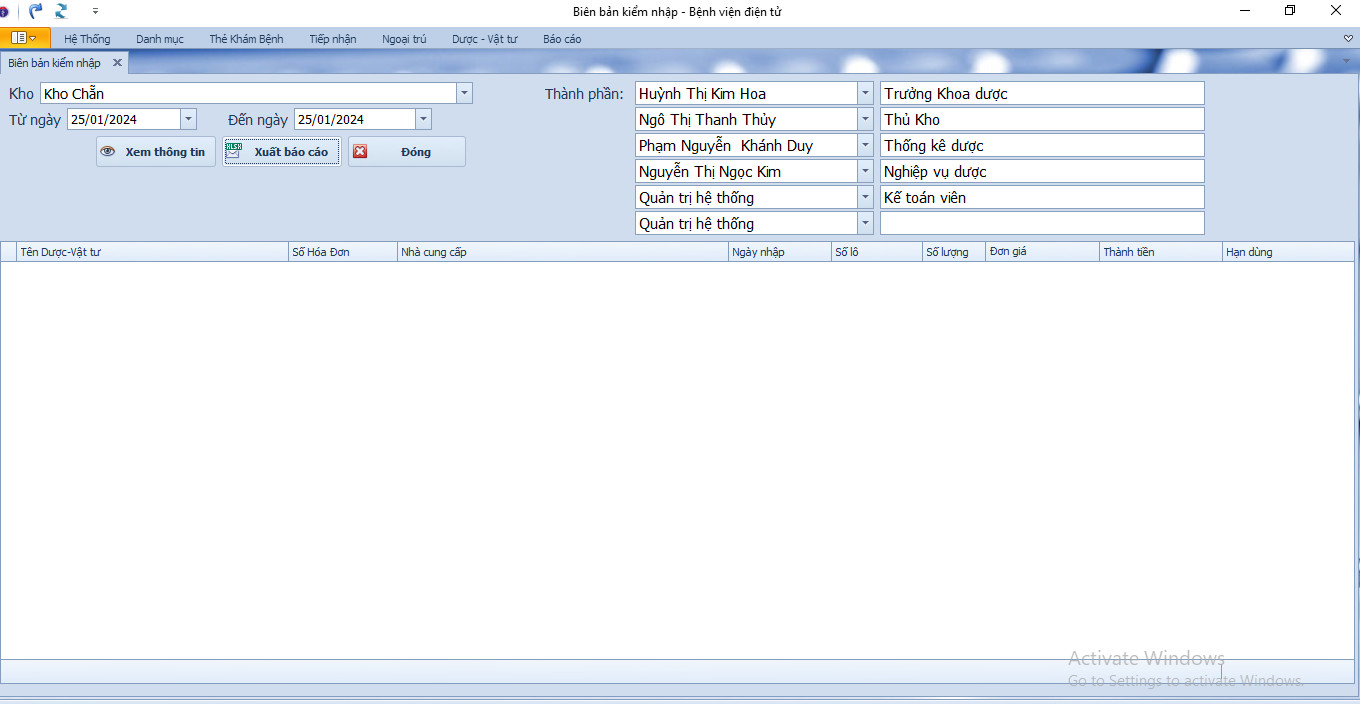 Biên bản kiểm nhập - Bệnh viện điện tử
Hệ Thống Danh mục Thẻ Khám Bệnh Tiếp nhận Ngoại trú Dược - Vật tư Báo cáo
Biên bản kiểm nhập
Kho Kho Chẵn Thành phần: Huỳnh Thị Kim Hoa Trưởng Khoa dược
Từ ngày 25/01/2024 Đến ngày 25/01/2024 Ngô Thị Thanh Thủy Thủ Kho
Xem thông tin Xuất báo cáo Đóng Phạm Nguyễn Khánh Duy Thống kê dược
Nguyễn Thị Ngọc Kim Nghiệp vụ dược
Quản trị hệ thống Kế toán viên
Quản trị hệ thống
Tên Dược-Vật tư Số Hóa Đơn Nhà cung cấp Ngày nhập Số lô Số lượng Đơn giá Thành tiền Hạn dùng
Activate Windows
Go to Settings to activate Windows.